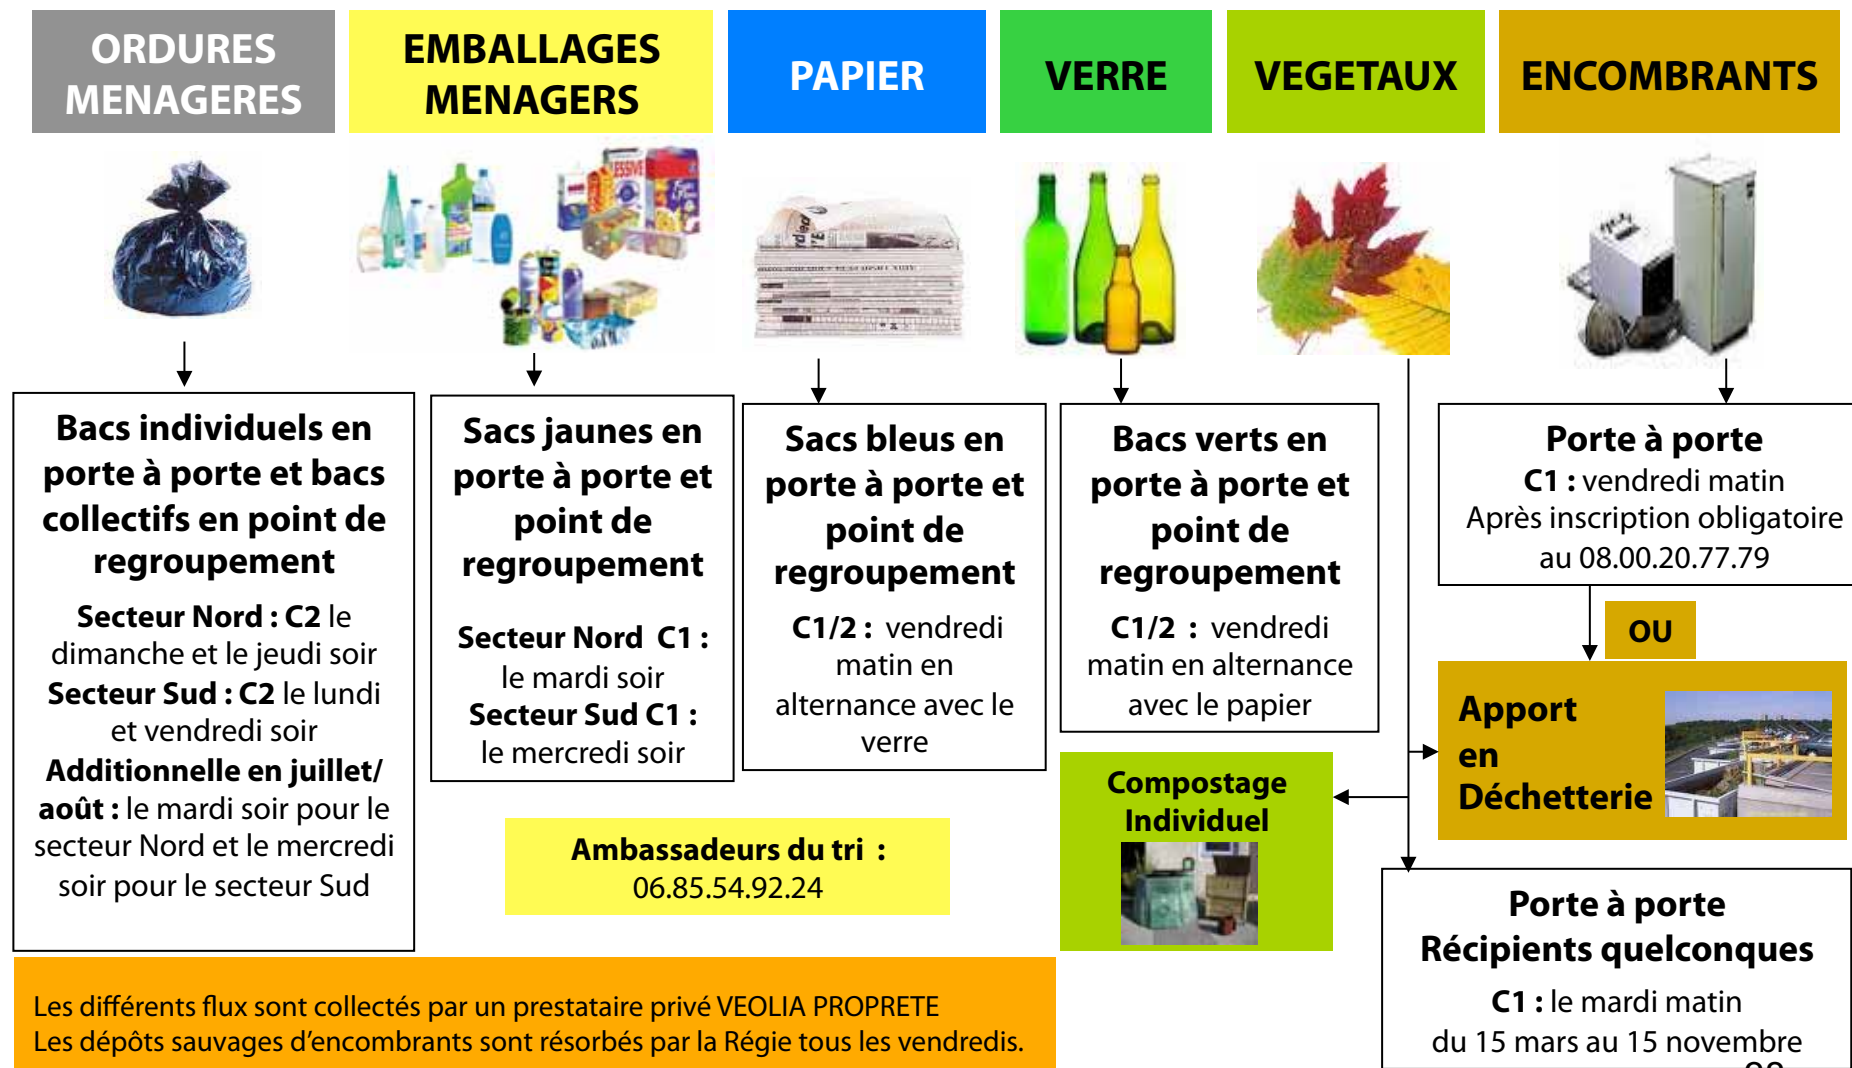 ORDURES
MENAGERES
EMBALLAGES
MENAGERS
PAPIER
VERRE
VEGETAUX
ENCOMBRANTS
Bacs individuels en
porte à porte et bacs
collectifs en point de
regroupement
Secteur Nord : C2 le
dimanche et le jeudi soir
Secteur Sud : C2 le lundi
et vendredi soir
Additionnelle en juillet/
août : le mardi soir pour le
secteur Nord et le mercredi
soir pour le secteur Sud
Sacs jaunes en
porte à porte et
point de
regroupement
Secteur Nord C1 :
le mardi soir
Secteur Sud C1 :
le mercredi soir
Sacs bleus en
porte à porte et
point de
regroupement
C1/2 : vendredi
matin en
alternance avec le
verre
Bacs verts en
porte à porte et
point de
regroupement
C1/2 : vendredi
matin en alternance
avec le papier
Porte à porte
C1 : vendredi matin
Après inscription obligatoire
au 08.00.20.77.79
OU
Apport
en
Déchetterie
Compostage
Individuel
Ambassadeurs du tri :
06.85.54.92.24
Porte à porte
Récipients quelconques
C1 : le mardi matin
du 15 mars au 15 novembre
Les différents flux sont collectés par un prestataire privé VEOLIA PROPRETE
Les dépôts sauvages d'encombrants sont résorbés par la Régie tous les vendredis.